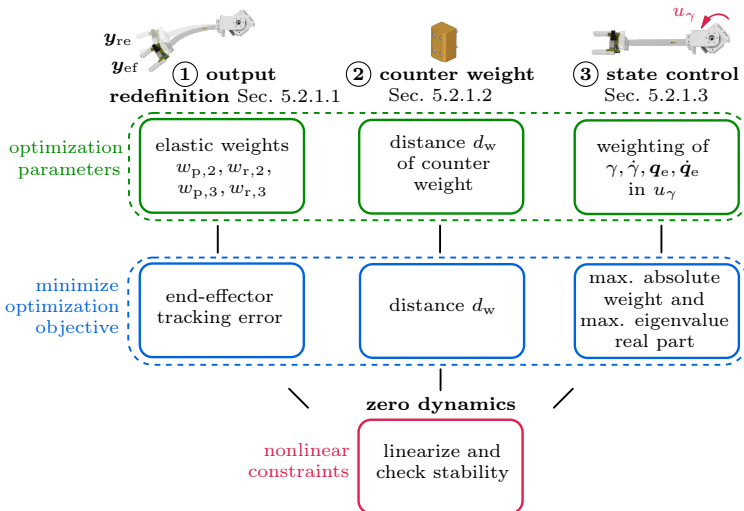 y_re
y_ef
u_γ
① output
redefinition Sec. 5.2.1.1
② counter weight
Sec. 5.2.1.2
③ state control
Sec. 5.2.1.3
optimization
parameters
elastic weights
w_p,2, w_r,2,
w_p,3, w_r,3
distance d_w
of counter
weight
weighting of
γ, γ̇, q_e, q̇_e
in u_γ
minimize
optimization
objective
end-effector
tracking error
distance d_w
max. absolute
weight and
max. eigenvalue
real part
zero dynamics
nonlinear
constraints
linearize and
check stability